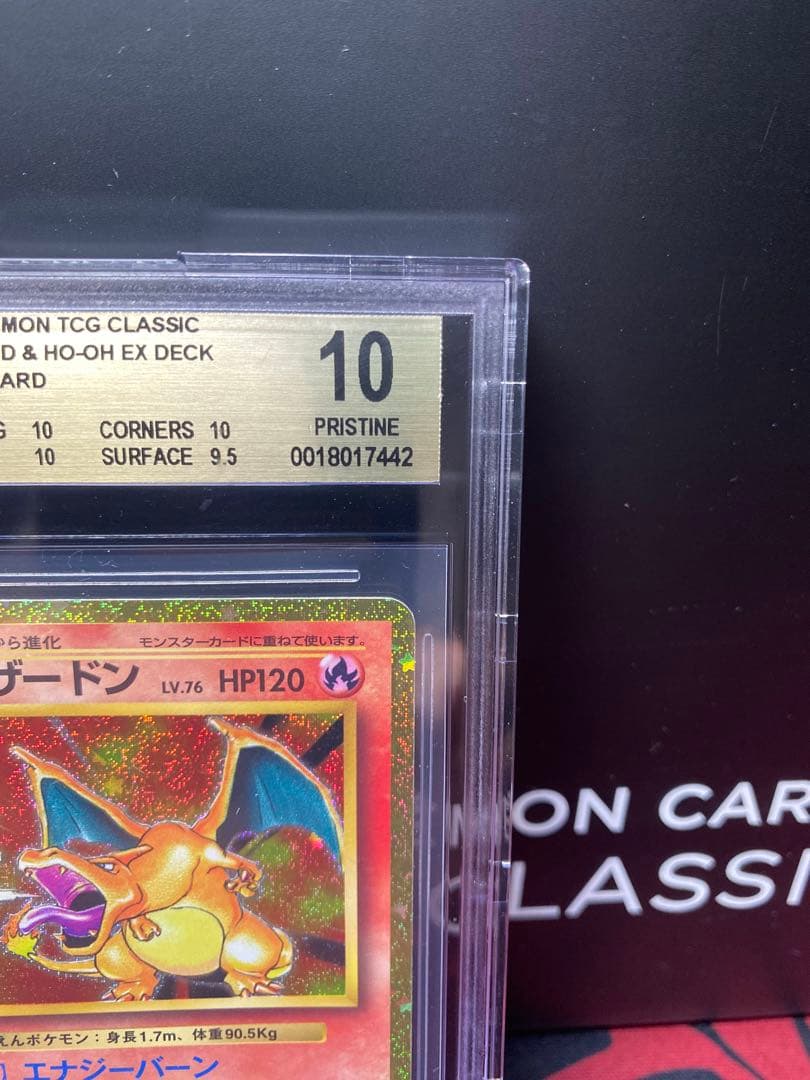 MON TCG CLASSIC
D & HO-OH EX DECK
ARD
10
PRISTINE
G 10 CORNERS 10
10 SURFACE 9.5
0018017442
から進化
モンスターカードに重ねて使います。
ザードン LV.76 HP120
えんポケモン：身長1.7m、体重90.5Kg
エナジーバーン
MON CAR
CLASSI